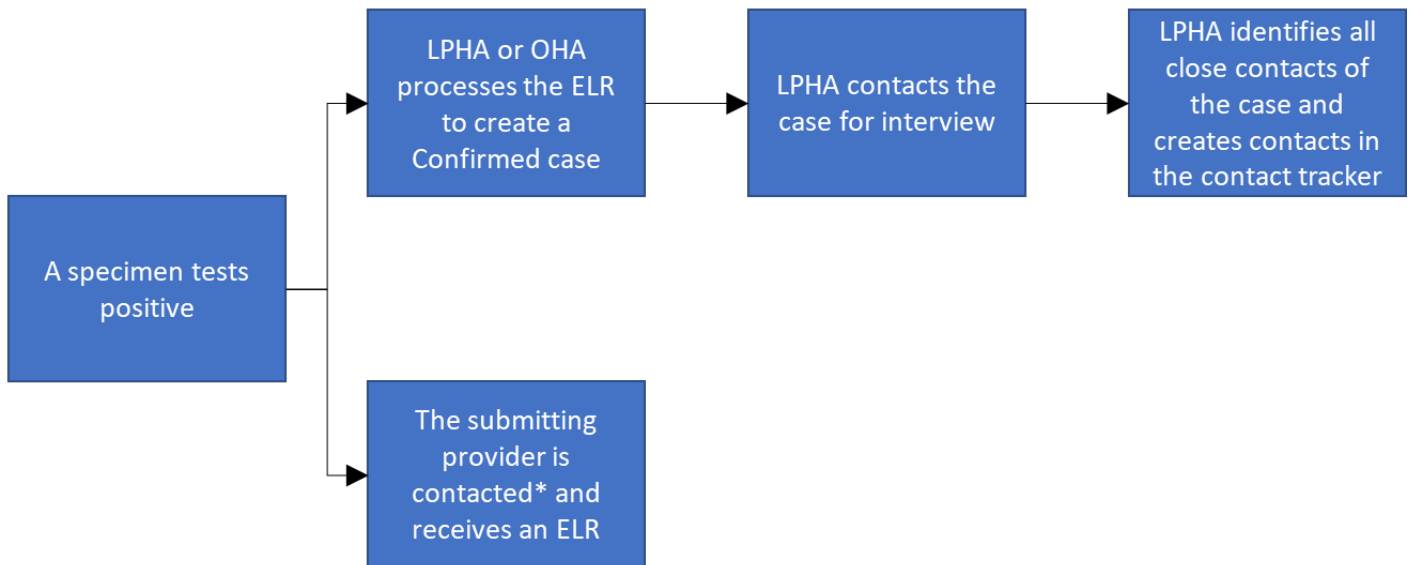 A specimen tests
positive
LPHA or OHA
processes the ELR
to create a
Confirmed case
LPHA contacts the
case for interview
LPHA identifies all
close contacts of
the case and
creates contacts in
the contact tracker
The submitting
provider is
contacted* and
receives an ELR